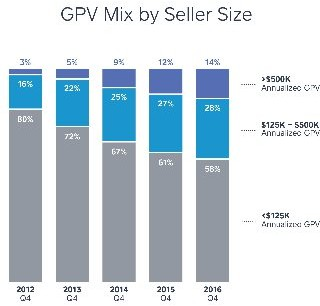 GPV Mix by Seller Size
3% 5% 9% 12% 14%
16% 22% 25% 27% 28%
80% 72% 67% 61% 58%
>$500K
Annualized GPV
$125K – $500K
Annualized GPV
<$125K
Annualized GPV
2012 2013 2014 2015 2016
Q4 Q4 Q4 Q4 Q4